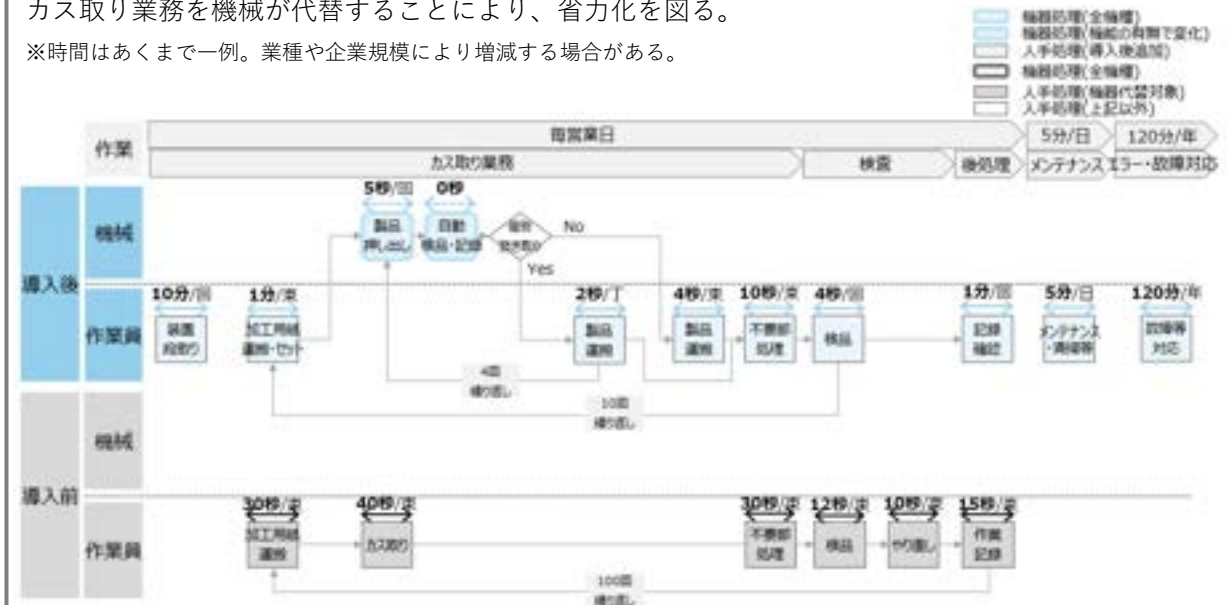 カス取り業務を機械が代替することにより、省力化を図る。
※時間はあくまで一例。業種や企業規模により増減する場合がある。
機器処理(全機種)
機器処理(機能の有無で変化)
人手処理(導入後追加)
機器処理(全機種)
人手処理(機器代替対象)
人手処理(上記以外)
作業
毎営業日
5分/日
120分/年
カス取り業務
検査
後処理
メンテナンス
エラー・故障対応
導入後
機械
5秒/回
0秒
製品
押し出し
自動
検品・記録
No
Yes
作業員
10分/回
1分/束
2秒/丁
4秒/束
10秒/束
4秒/回
1分/回
5分/日
120分/年
装置
段取り
加工用紙
運搬・セット
製品
運搬
製品
運搬
不要部
処理
検品
記録
確認
メンテナンス
・清掃等
故障等
対応
4回
繰り返し
10回
繰り返し
導入前
機械
作業員
30秒/束
40秒/束
30秒/束
12秒/束
10秒/束
15秒/束
加工用紙
運搬
カス取り
不要部
処理
検品
やり直し
作業
記録
100回
繰り返し